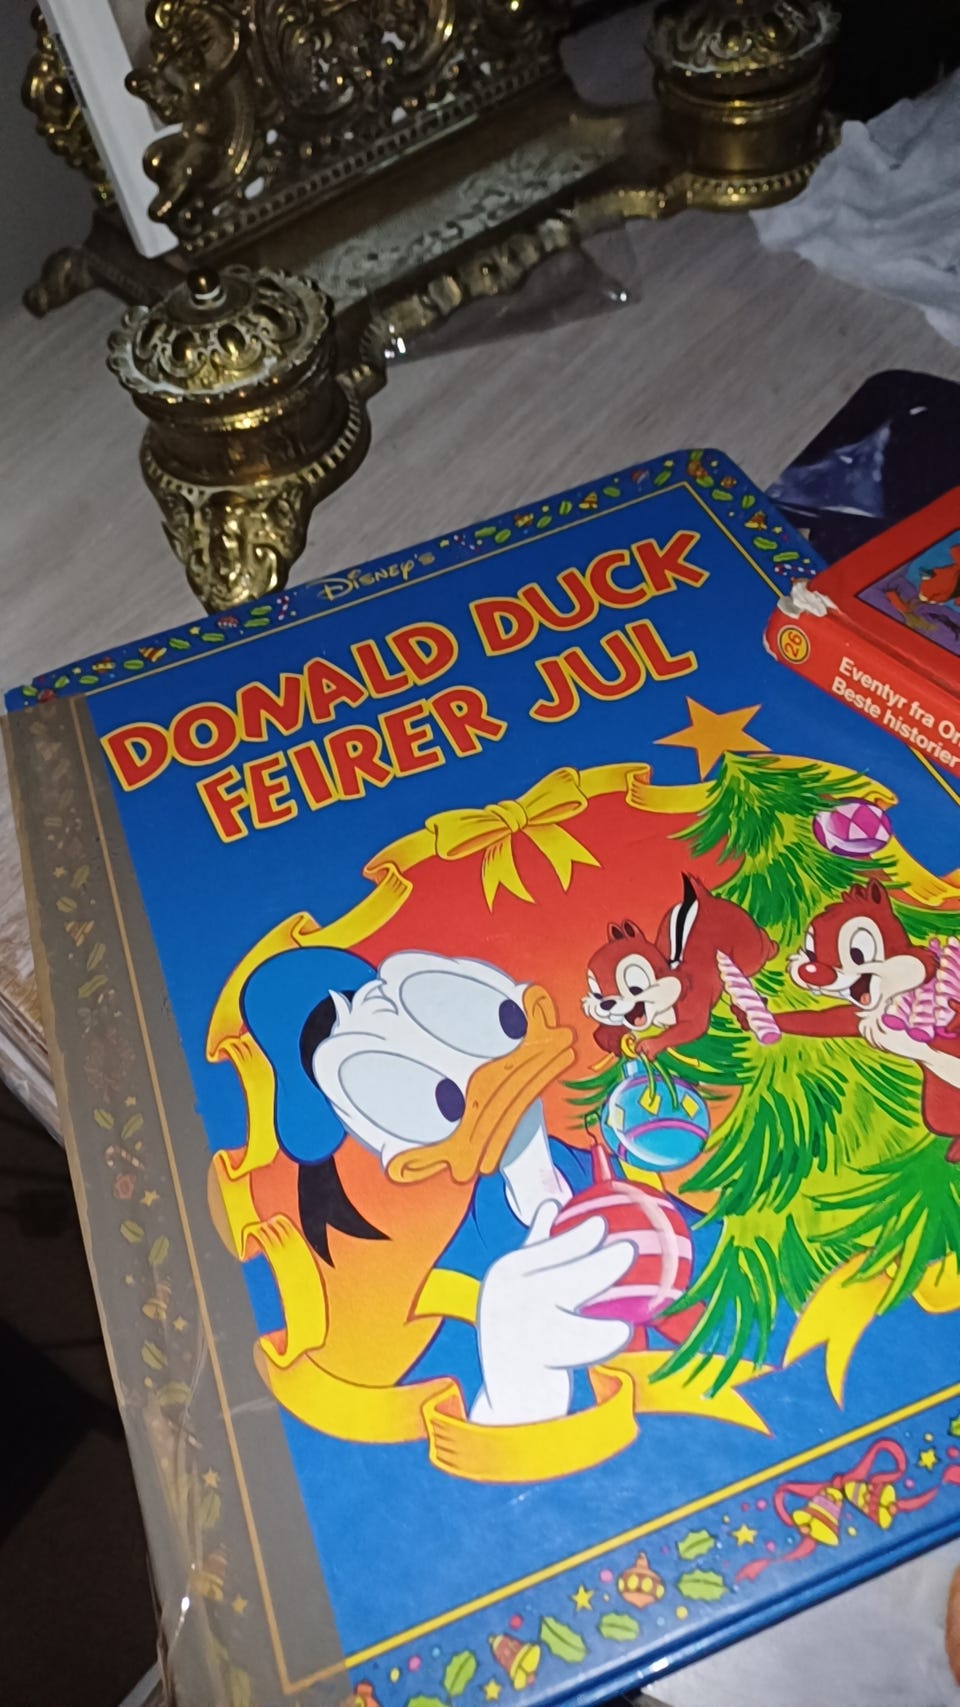 Disney's
DONALD DUCK
FEIRER JUL
26
Eventyr fra
Beste historier